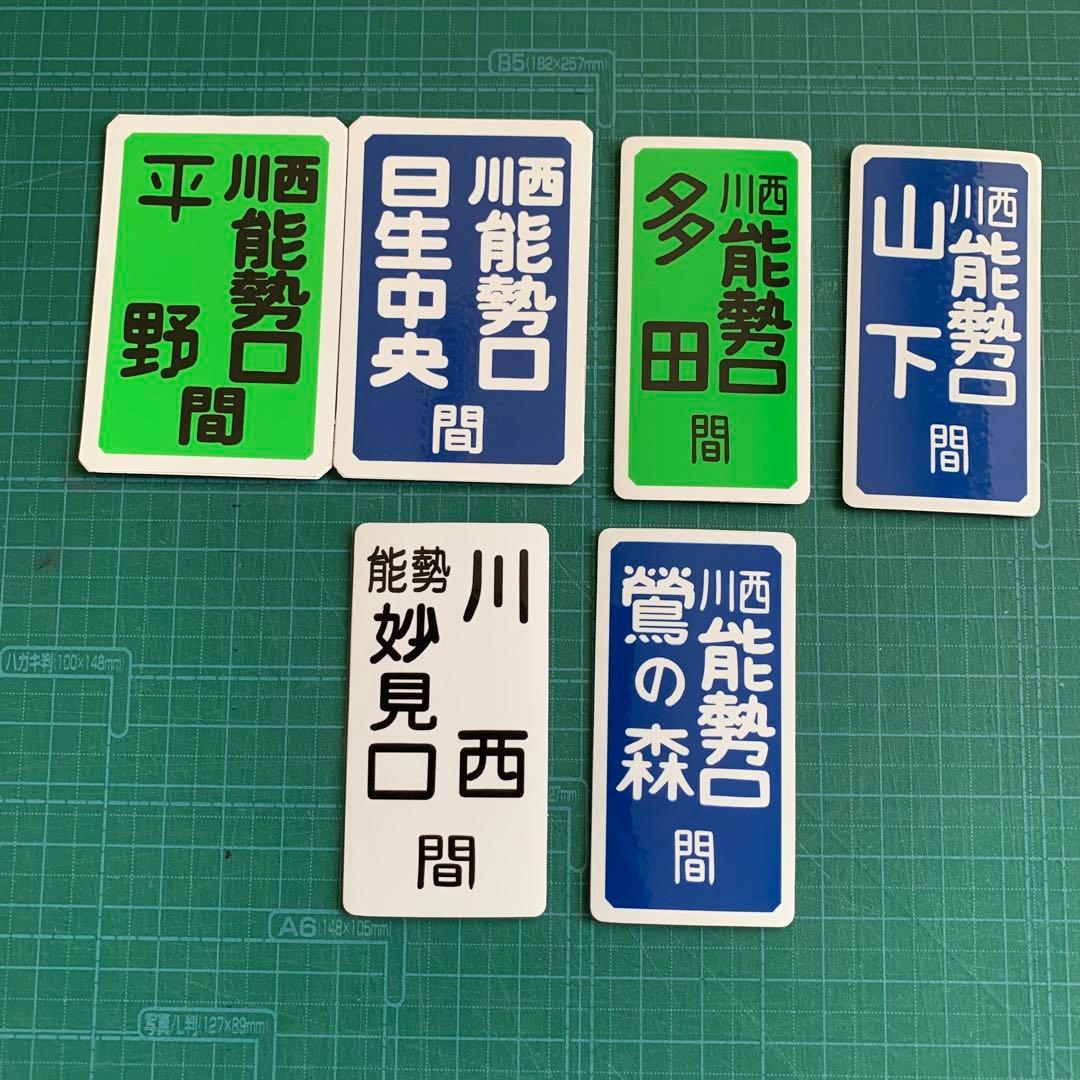 B5(182×257mm)
川西能勢口
平野
間
川西能勢口
日生中央
間
川西能勢口
多田
間
川西能勢口
山下
間
川西
能勢妙見口
間
川西能勢口
鶯の森
間
ハガキ判(100×148mm)
27mm)
A6(148×105mm)
写真/L判(127×89mm)